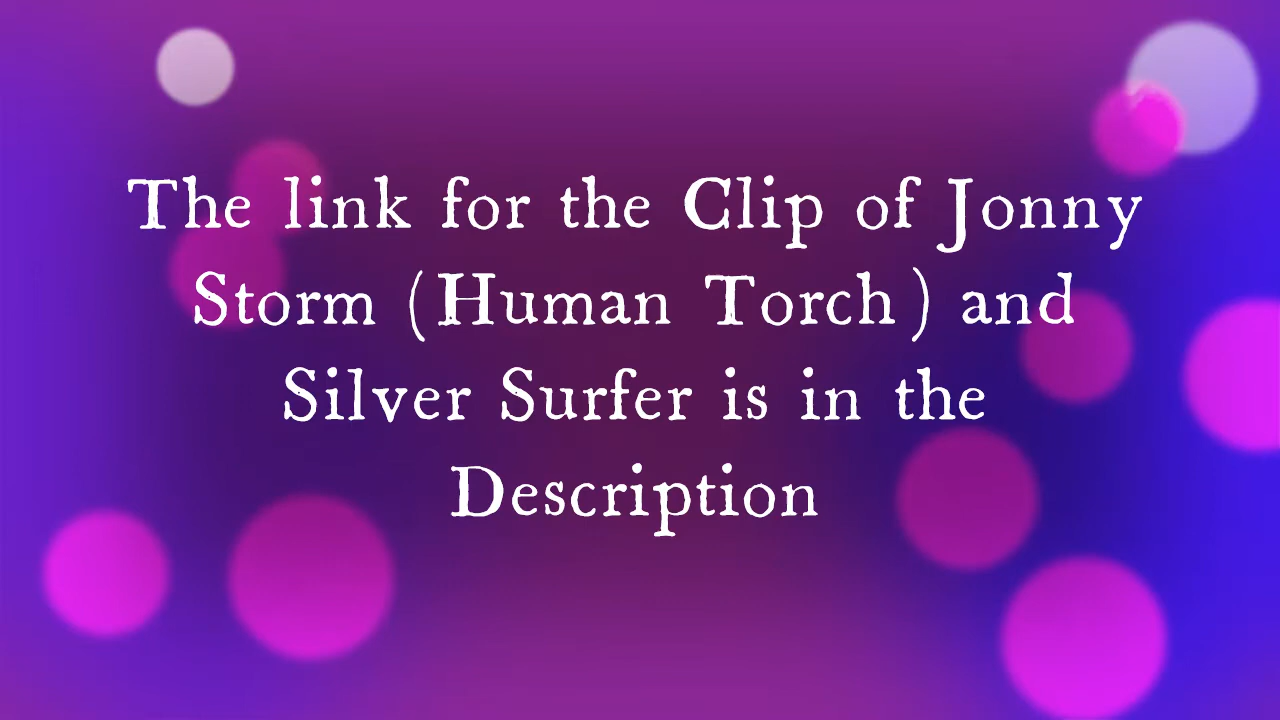 The link for the Clip of Jonny
Storm (Human Torch) and
Silver Surfer is in the
Description